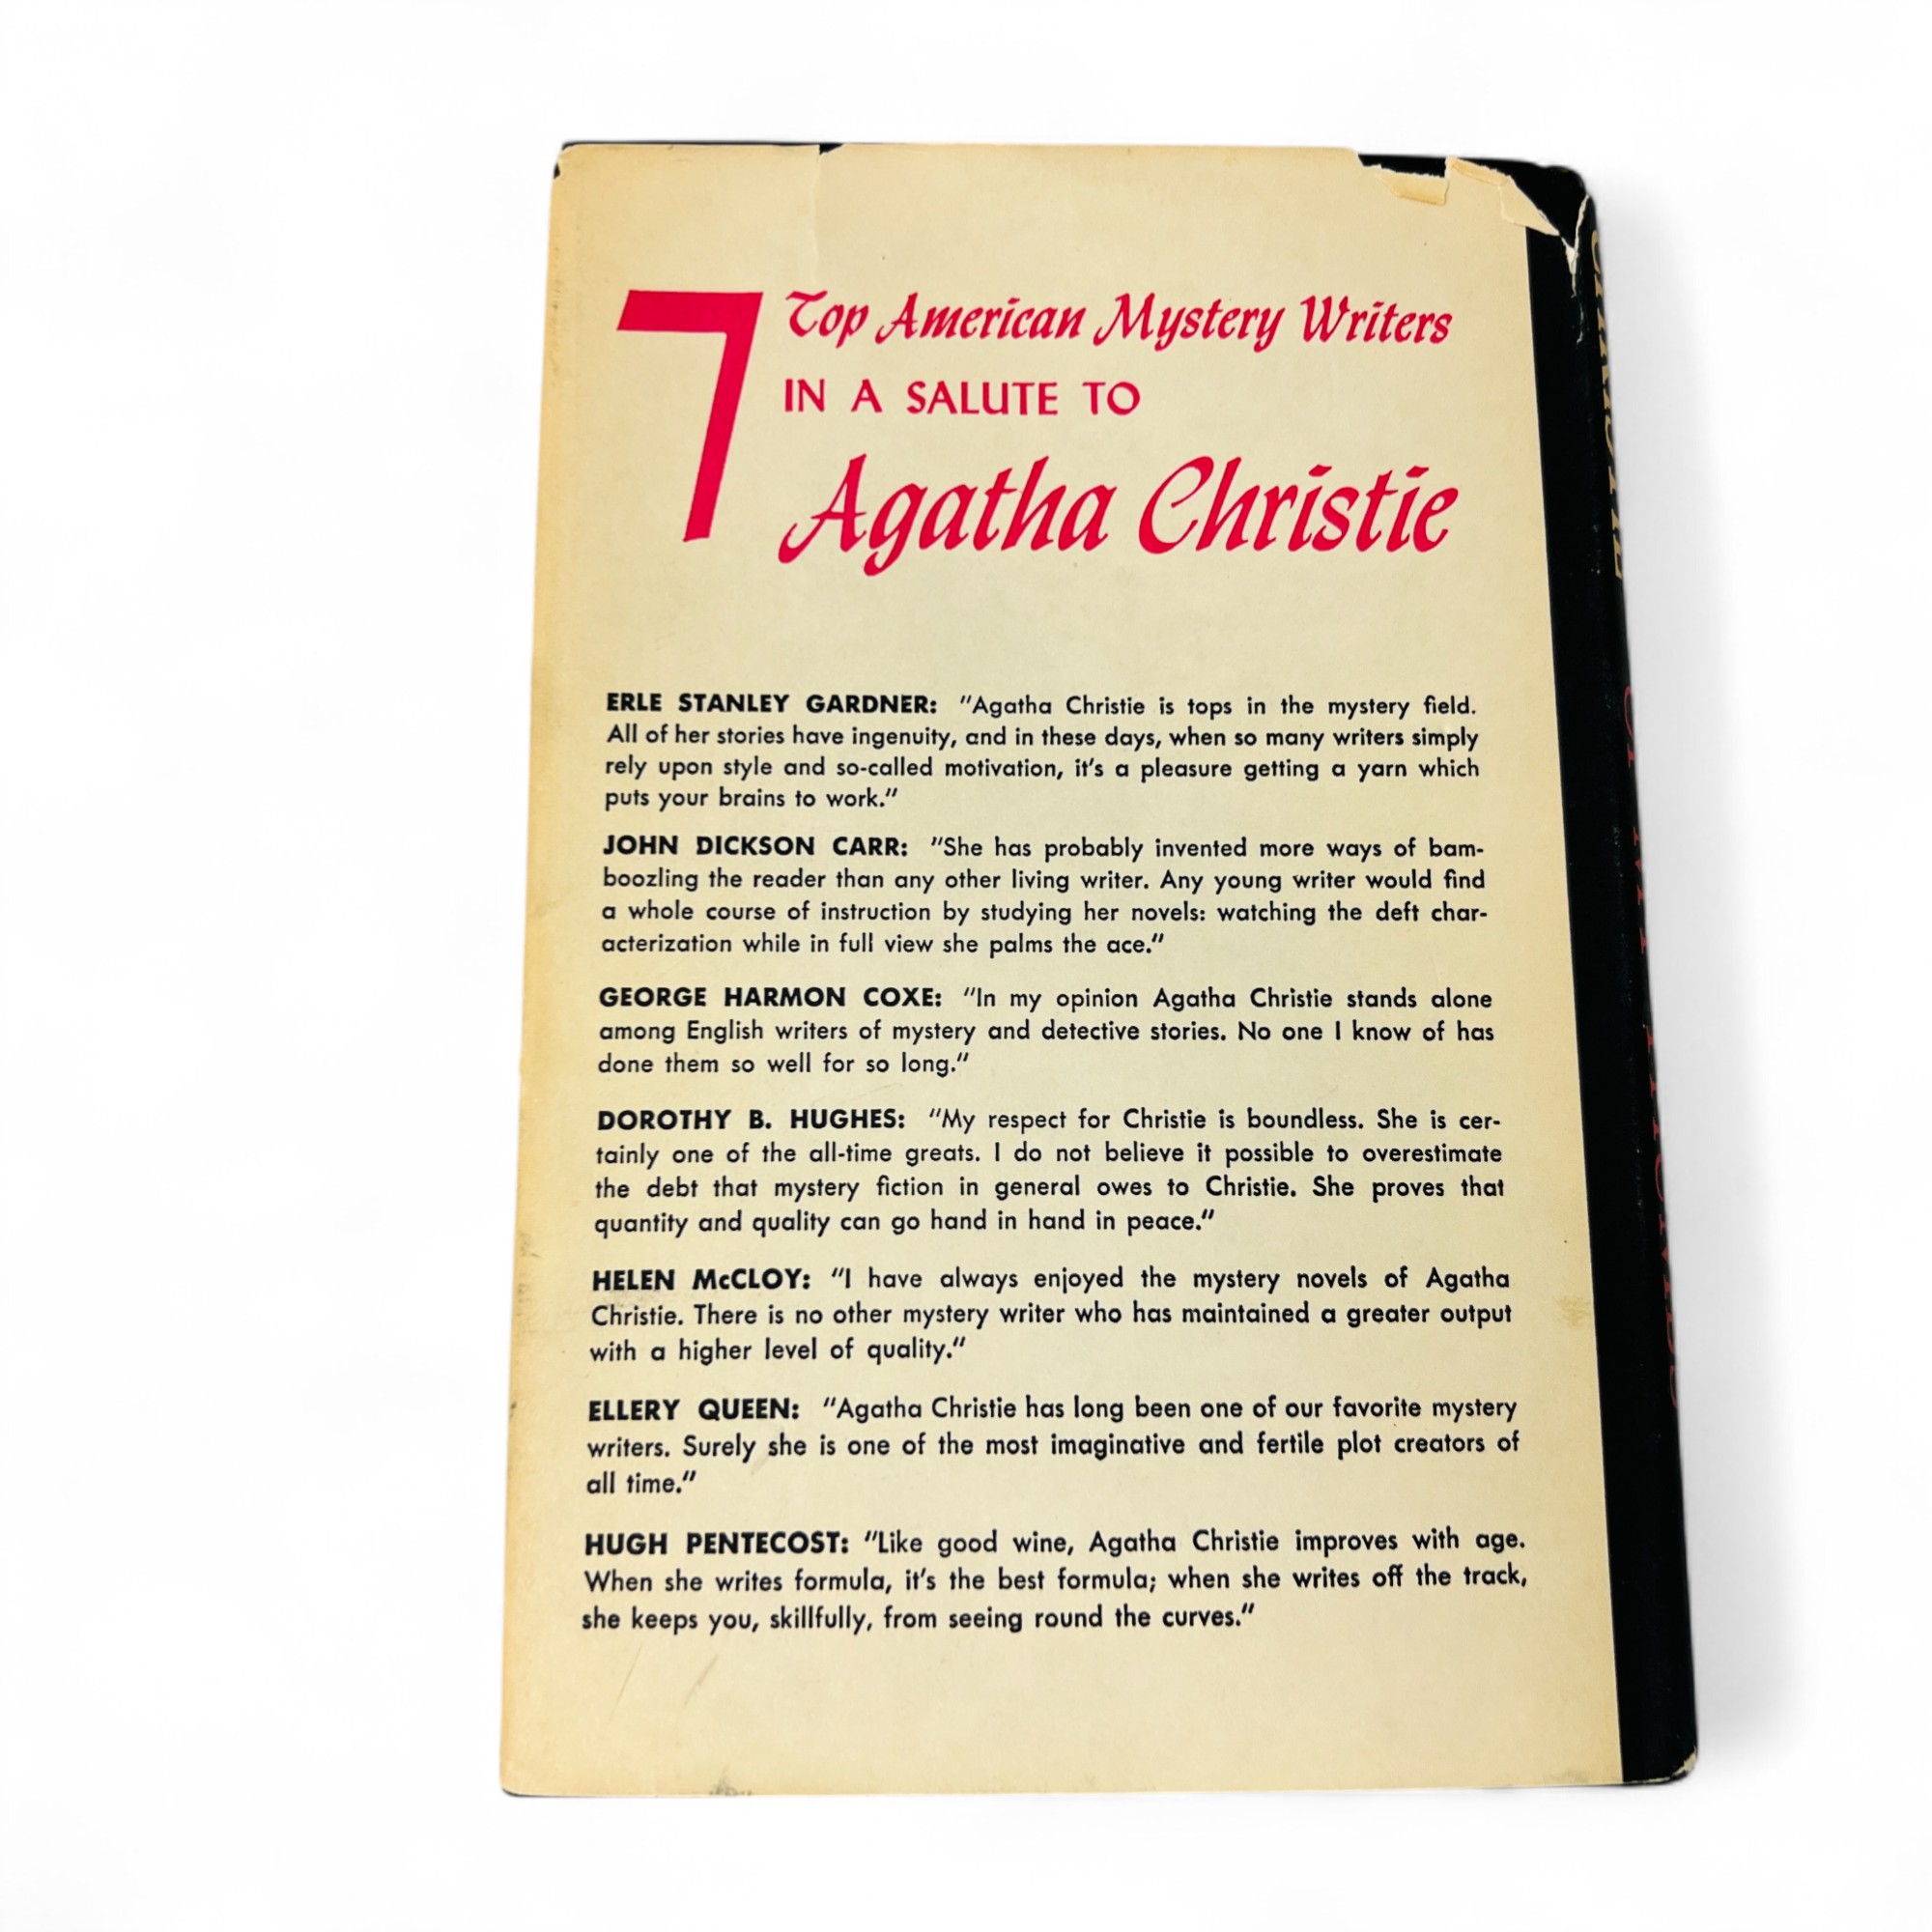 7 Top American Mystery Writers
IN A SALUTE TO
Agatha Christie
ERLE STANLEY GARDNER: "Agatha Christie is tops in the mystery field.
All of her stories have ingenuity, and in these days, when so many writers simply
rely upon style and so-called motivation, it's a pleasure getting a yarn which
puts your brains to work."
JOHN DICKSON CARR: "She has probably invented more ways of bam-
boozling the reader than any other living writer. Any young writer would find
a whole course of instruction by studying her novels: watching the deft char-
acterization while in full view she palms the ace."
GEORGE HARMON COXE: "In my opinion Agatha Christie stands alone
among English writers of mystery and detective stories. No one I know of has
done them so well for so long."
DOROTHY B. HUGHES: "My respect for Christie is boundless. She is cer-
tainly one of the all-time greats. I do not believe it possible to overestimate
the debt that mystery fiction in general owes to Christie. She proves that
quantity and quality can go hand in hand in peace."
HELEN McCLOY: "I have always enjoyed the mystery novels of Agatha
Christie. There is no other mystery writer who has maintained a greater output
with a higher level of quality."
ELLERY QUEEN: "Agatha Christie has long been one of our favorite mystery
writers. Surely she is one of the most imaginative and fertile plot creators of
all time."
HUGH PENTECOST: "Like good wine, Agatha Christie improves with age.
When she writes formula, it's the best formula; when she writes off the track,
she keeps you, skillfully, from seeing round the curves."